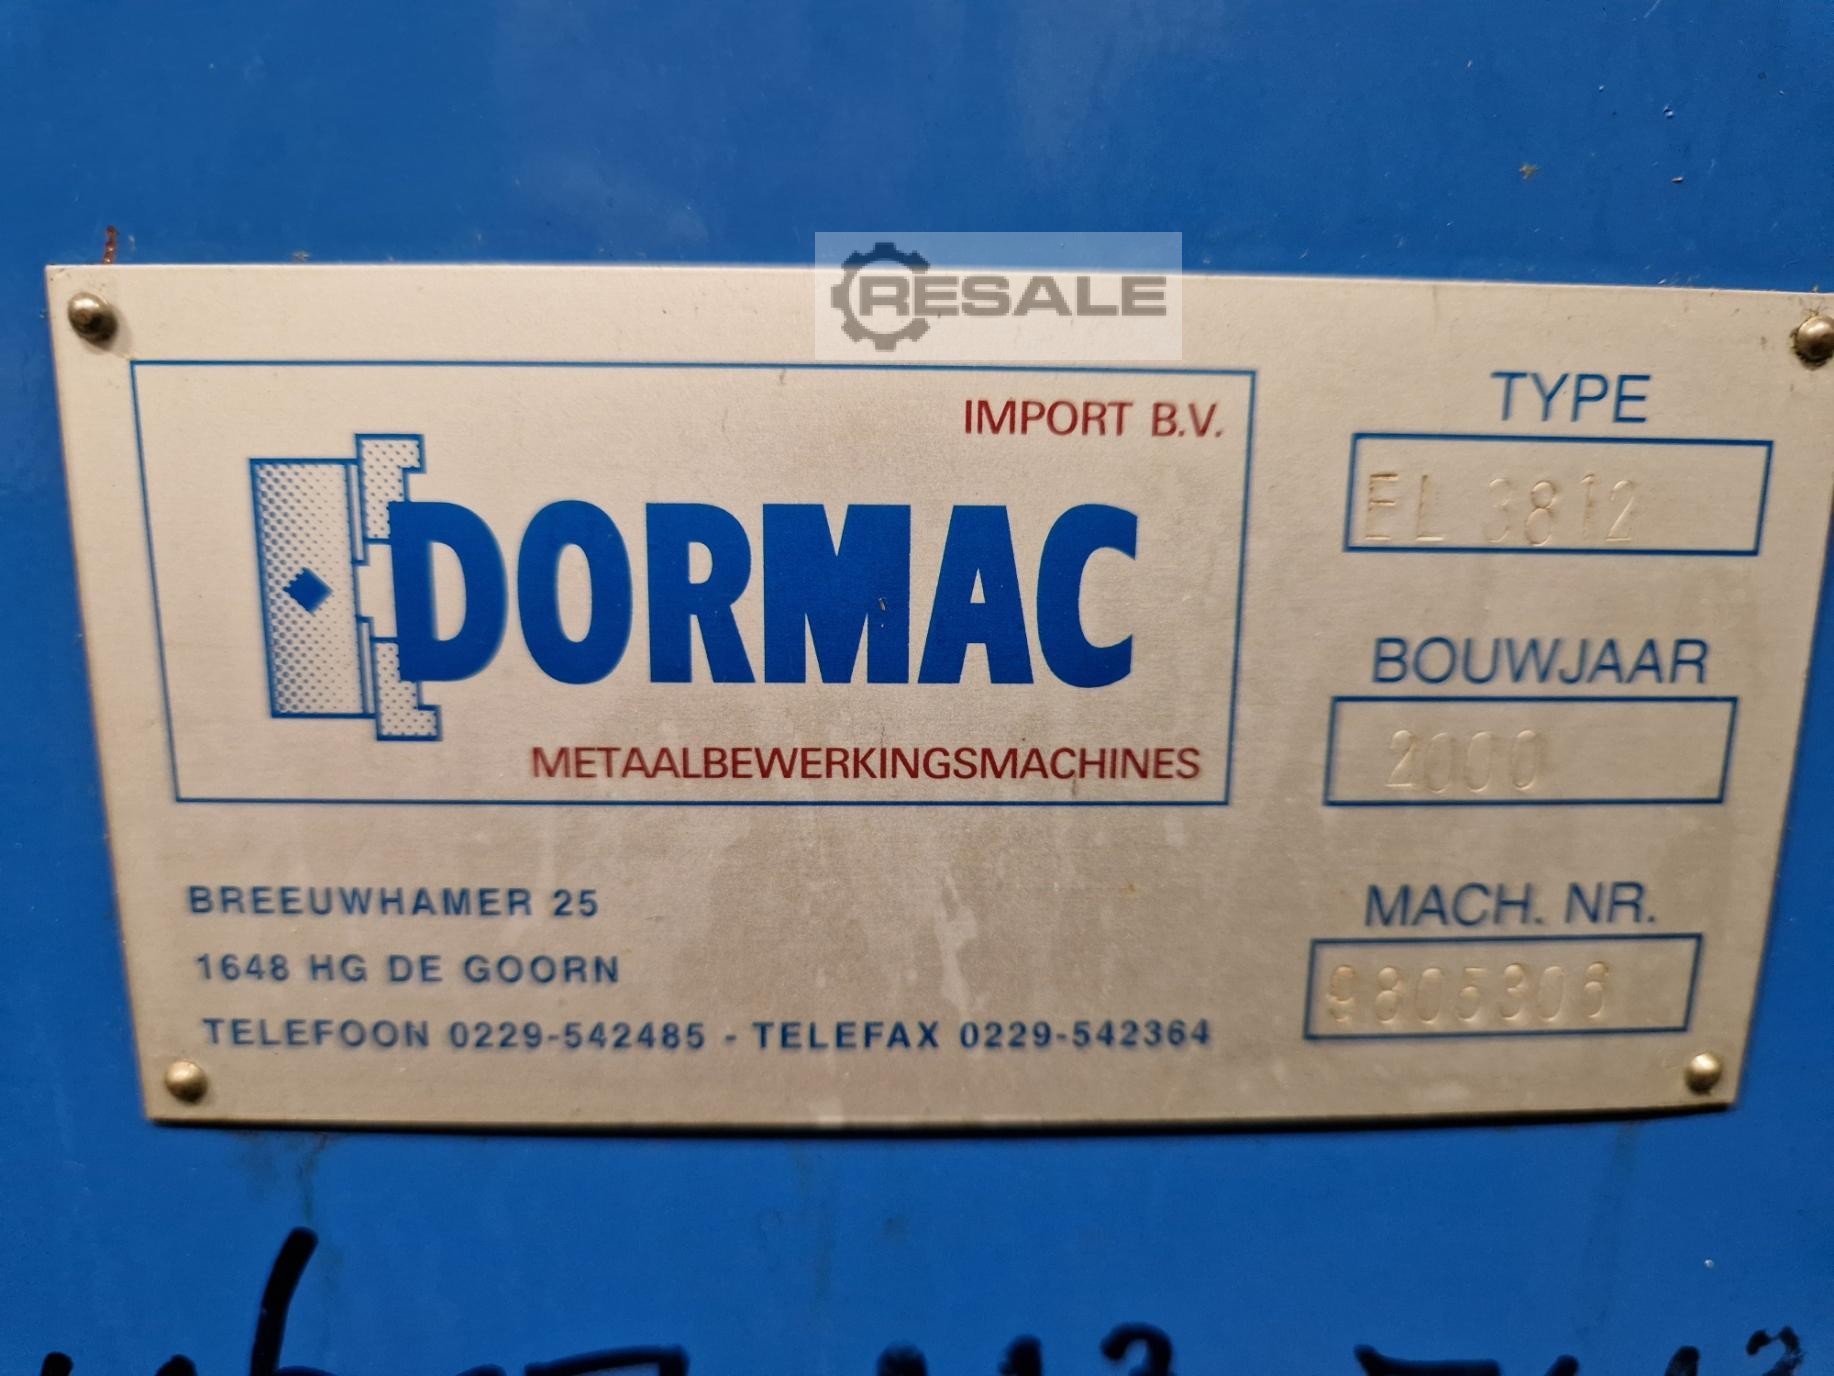 RESALE
IMPORT B.V.
DORMAC
METAALBEWERKINGSMACHINES
BREEUWHAMER 25
1648 HG DE GOORN
TELEFOON 0229-542485 - TELEFAX 0229-542364
TYPE
EL 3812
BOUWJAAR
2000
MACH. NR.
9805306